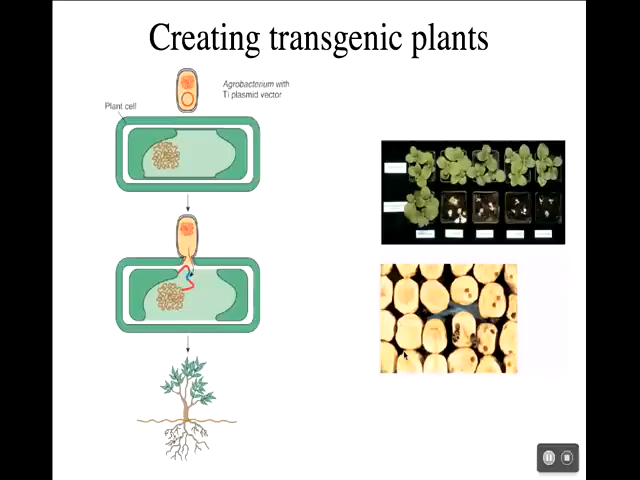 Creating transgenic plants
Agrobacterium with
Ti plasmid vector
Plant cell